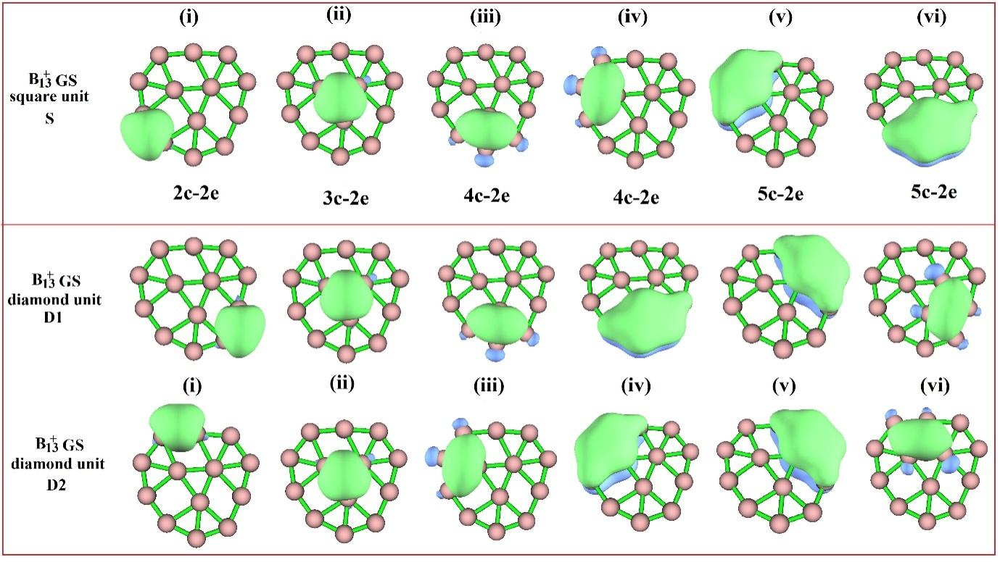 (i) (ii) (iii) (iv) (v) (vi)
B₁₃⁺ GS
square unit
S
2c-2e 3c-2e 4c-2e 4c-2e 5c-2e 5c-2e
B₁₃⁺ GS
diamond unit
D1
(i) (ii) (iii) (iv) (v) (vi)
B₁₃⁺ GS
diamond unit
D2